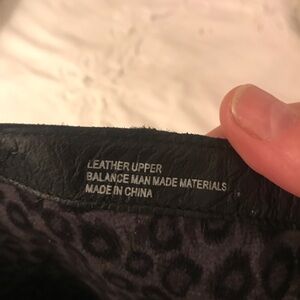 LEATHER UPPER
BALANCE MAN MADE MATERIALS
MADE IN CHINA